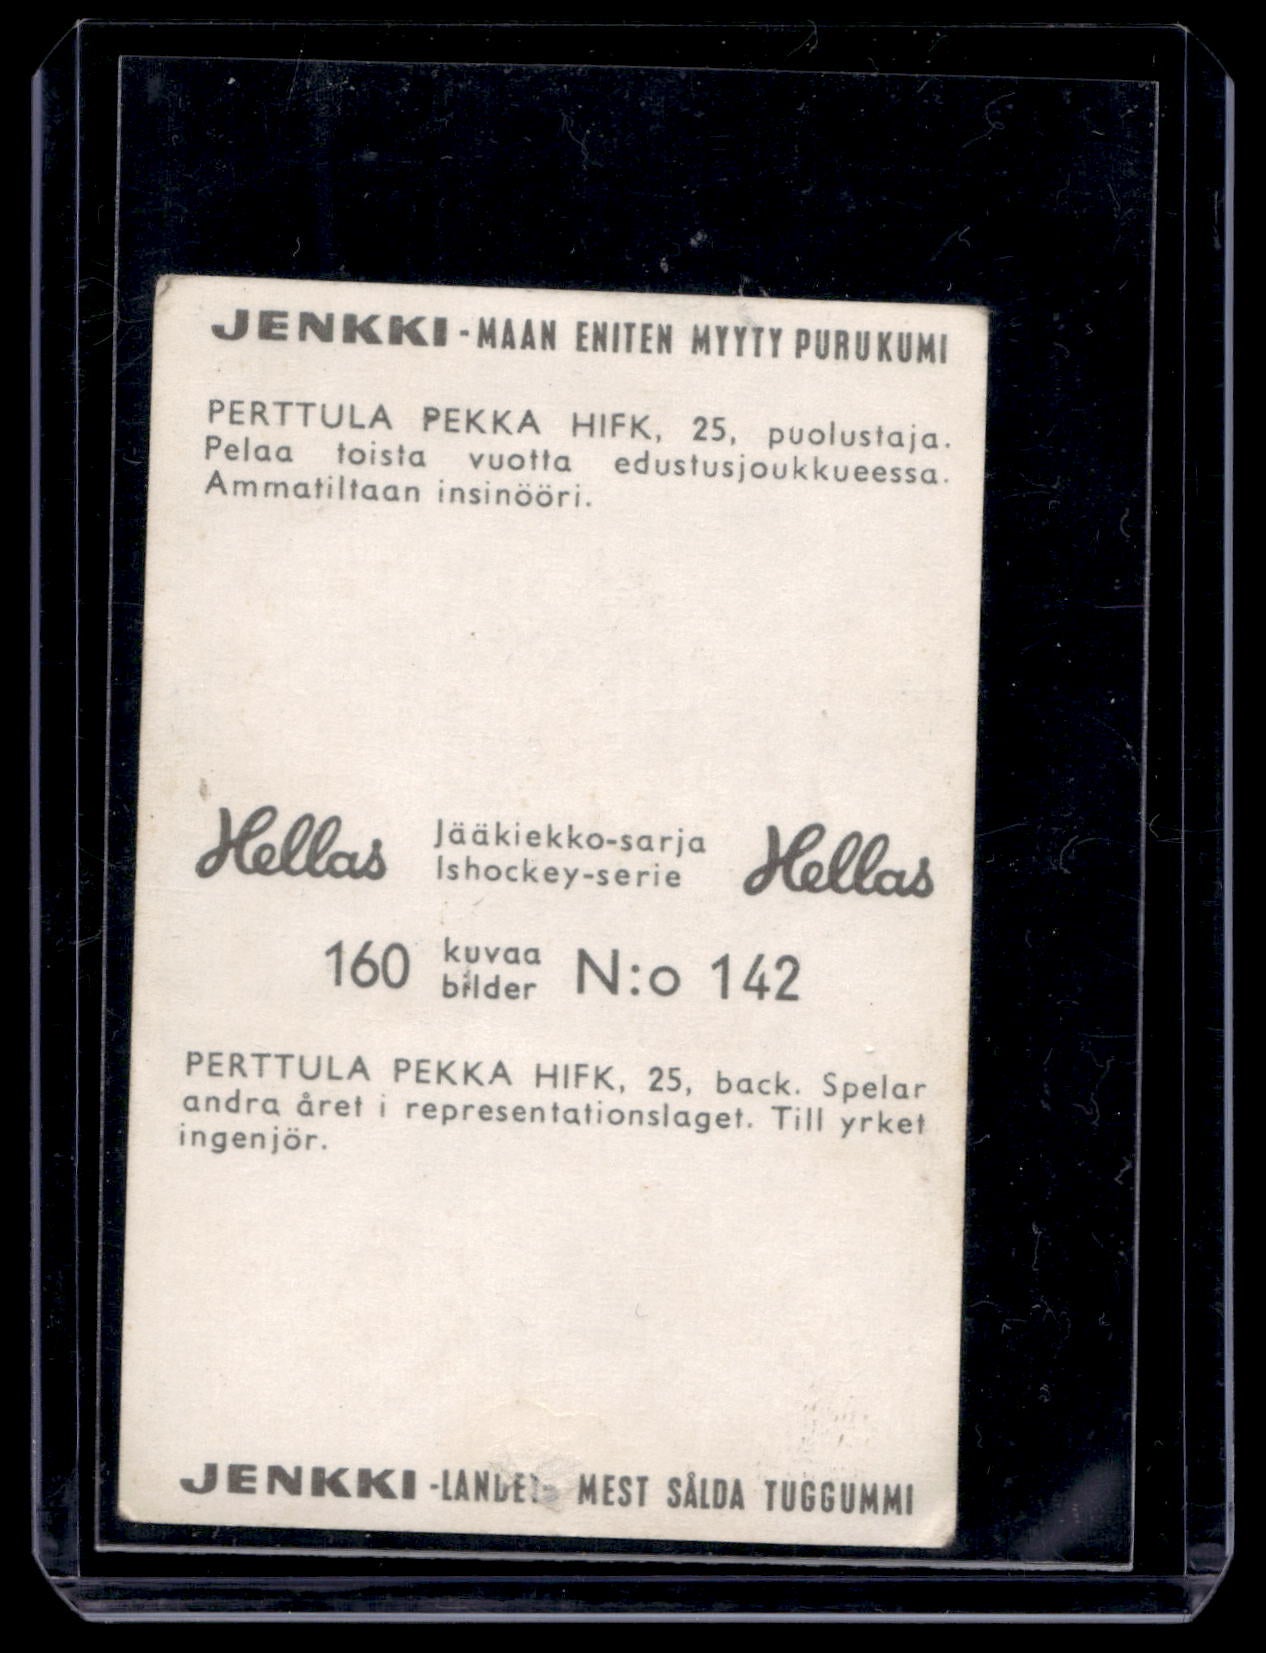 JENKKI - MAAN ENITEN MYYTY PURUKUMI
PERTTULA PEKKA HIFK, 25, puolustaja.
Pelaa toista vuotta edustusjoukkueessa.
Ammatiltaan insinööri.
Hellas Jääkiekko-sarja Hellas
Ishockey-serie
160 kuvaa N:o 142
bilder
PERTTULA PEKKA HIFK, 25, back. Spelar
andra året i representationslaget. Till yrket
ingenjör.
JENKKI - MEST SÅLDA TUGGUMMI